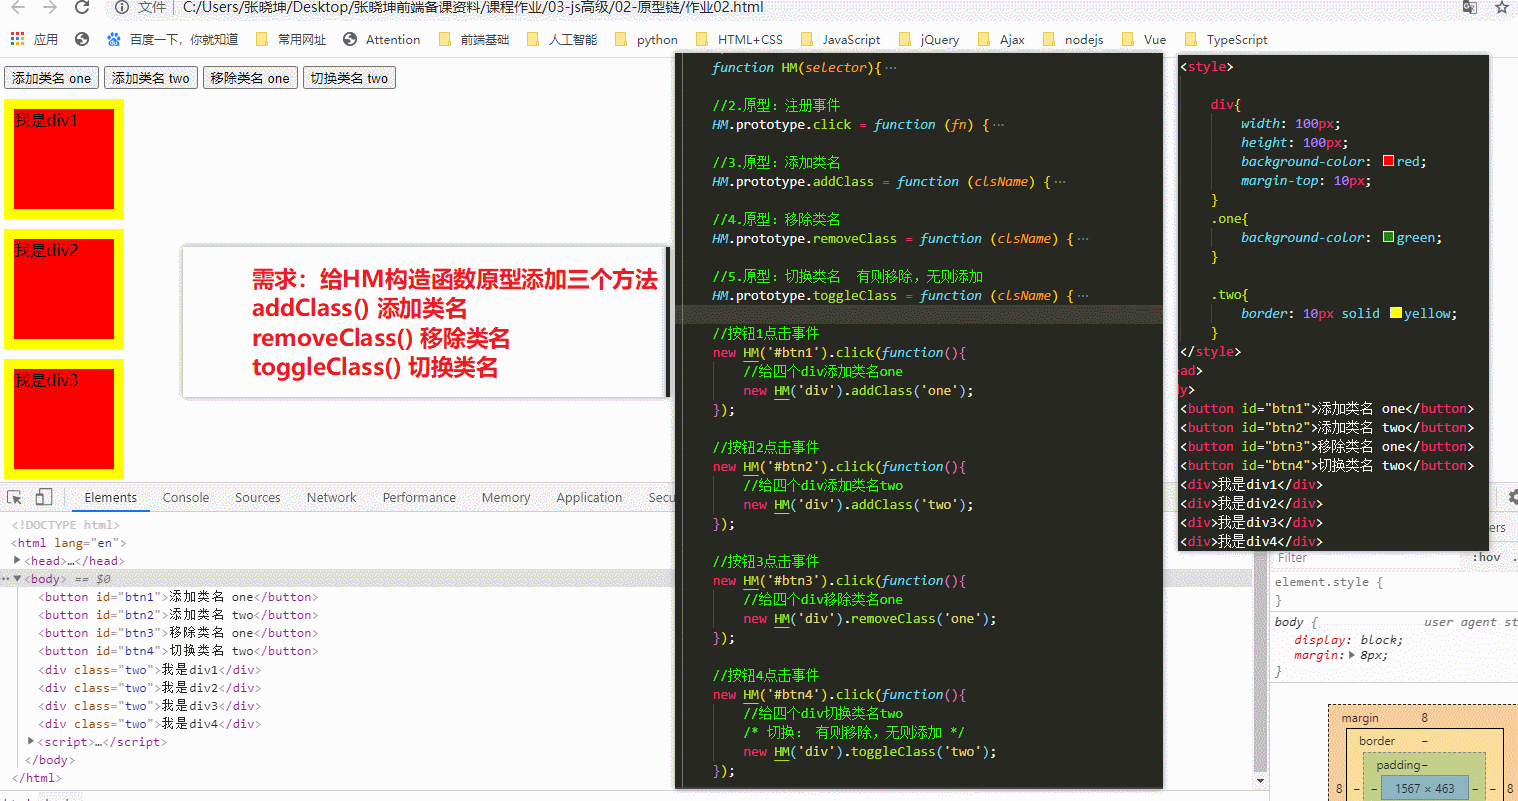 文件 | C:/Users/张晓坤/Desktop/张晓坤前端备课资料/课程作业/03-js高级/02-原型链/作业02.html
应用 百度一下，你就知道 常用网址 Attention 前端基础 人工智能 python HTML+CSS JavaScript jQuery Ajax nodejs Vue TypeScript
添加类名 one 添加类名 two 移除类名 one 切换类名 two
我是div1
我是div2
我是div3
需求：给HM构造函数原型添加三个方法
addClass() 添加类名
removeClass() 移除类名
toggleClass() 切换类名
function HM(selector){ ···
//2.原型：注册事件
HM.prototype.click = function (fn) { ···
//3.原型：添加类名
HM.prototype.addClass = function (clsName) { ···
//4.原型：移除类名
HM.prototype.removeClass = function (clsName) { ···
//5.原型：切换类名 有则移除，无则添加
HM.prototype.toggleClass = function (clsName) { ···
//按钮1点击事件
new HM('#btn1').click(function(){
//给四个div添加类名one
new HM('div').addClass('one');
});
//按钮2点击事件
new HM('#btn2').click(function(){
//给四个div添加类名two
new HM('div').addClass('two');
});
//按钮3点击事件
new HM('#btn3').click(function(){
//给四个div移除类名one
new HM('div').removeClass('one');
});
//按钮4点击事件
new HM('#btn4').click(function(){
//给四个div切换类名two
/* 切换： 有则移除，无则添加 */
new HM('div').toggleClass('two');
});
<style>
div{
width: 100px;
height: 100px;
background-color: red;
margin-top: 10px;
}
.one{
background-color: green;
}
.two{
border: 10px solid yellow;
}
</style>
ead>
y>
<button id="btn1">添加类名 one</button>
<button id="btn2">添加类名 two</button>
<button id="btn3">移除类名 one</button>
<button id="btn4">切换类名 two</button>
<div>我是div1</div>
<div>我是div2</div>
<div>我是div3</div>
<div>我是div4</div>
Elements Console Sources Network Performance Memory Application Secu
<!DOCTYPE html>
<html lang="en">
<head>…</head>
<body> == $0
<button id="btn1">添加类名 one</button>
<button id="btn2">添加类名 two</button>
<button id="btn3">移除类名 one</button>
<button id="btn4">切换类名 two</button>
<div class="two">我是div1</div>
<div class="two">我是div2</div>
<div class="two">我是div3</div>
<div class="two">我是div4</div>
<script>…</script>
</body>
</html>
ers
Filter :hov .
element.style {
}
body { user agent st
display: block;
margin: 8px;
}
margin 8
border –
padding–
8 – – 1567 × 463 – – 8